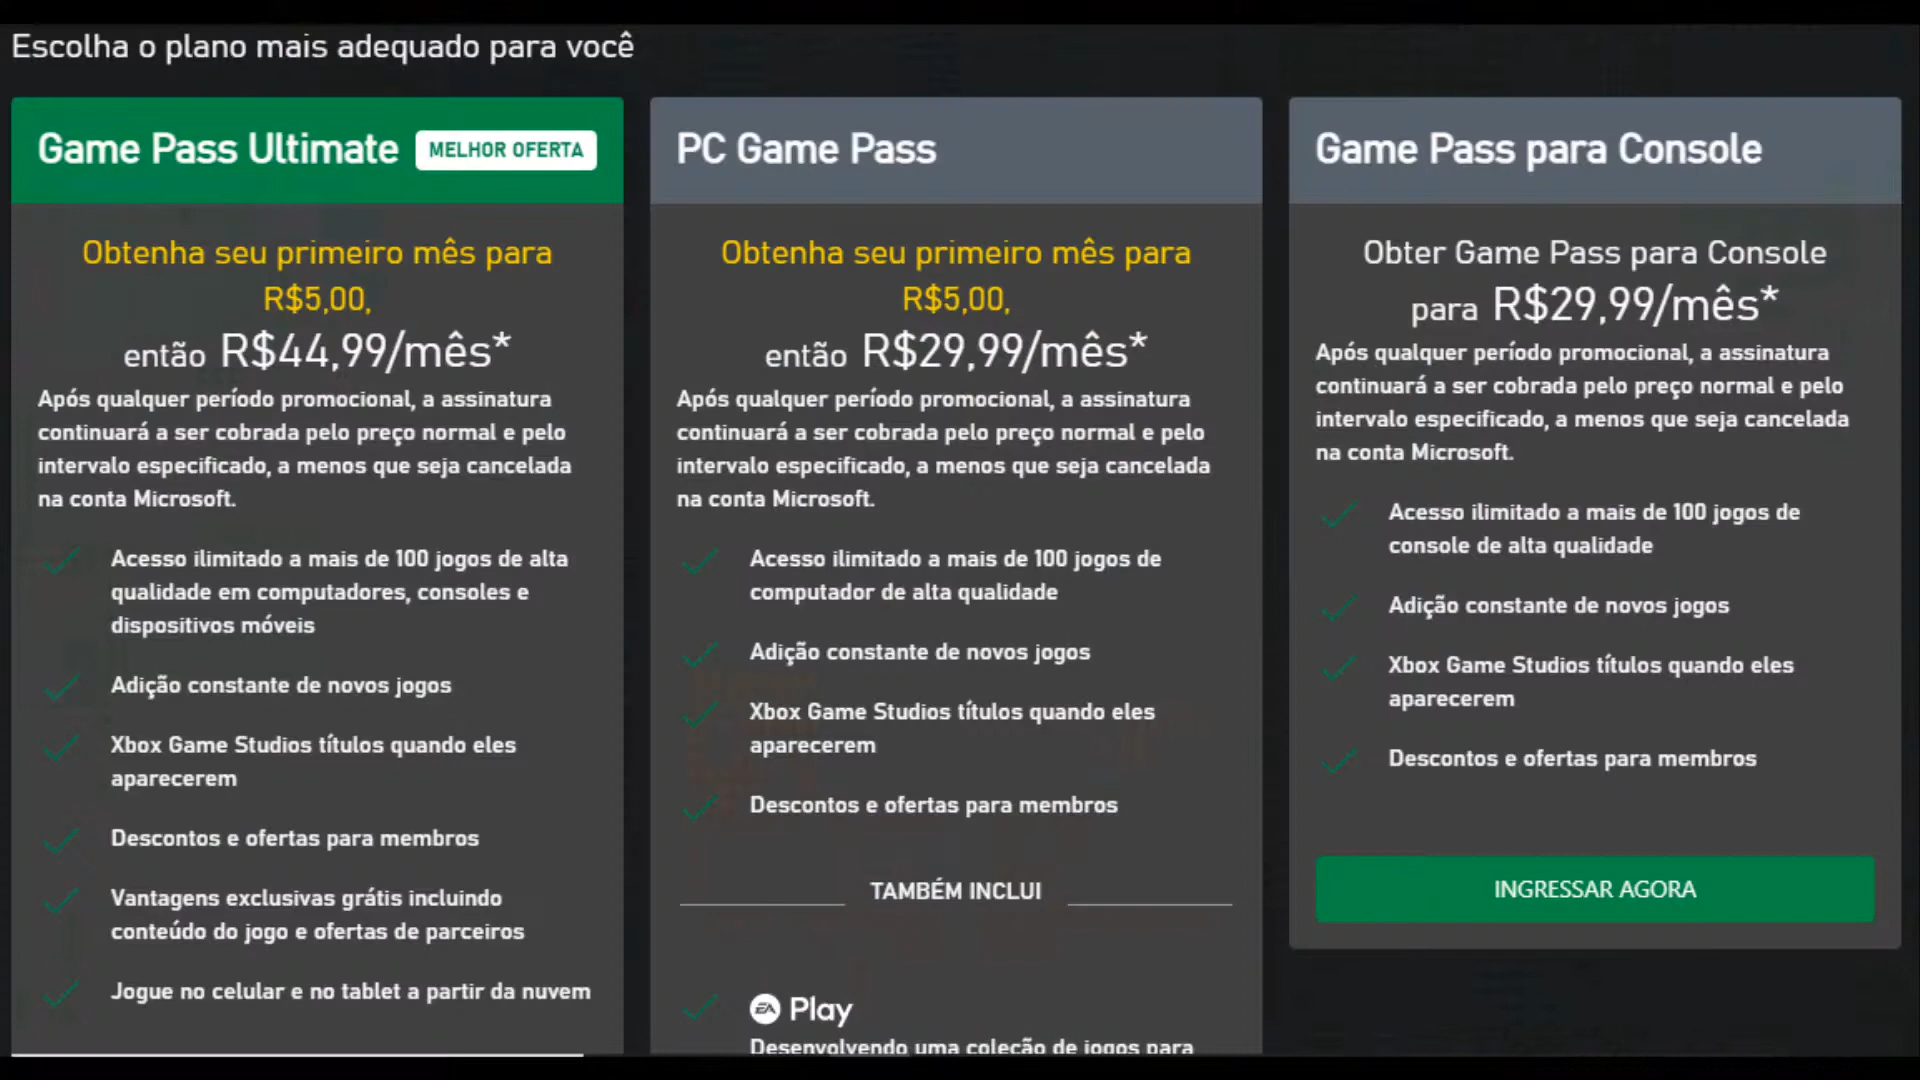 Escolha o plano mais adequado para você
Game Pass Ultimate MELHOR OFERTA
Obtenha seu primeiro mês para
R$5,00,
então R$44,99/mês*
Após qualquer período promocional, a assinatura
continuará a ser cobrada pelo preço normal e pelo
intervalo especificado, a menos que seja cancelada
na conta Microsoft.
Acesso ilimitado a mais de 100 jogos de alta
qualidade em computadores, consoles e
dispositivos móveis
Adição constante de novos jogos
Xbox Game Studios títulos quando eles
aparecerem
Descontos e ofertas para membros
Vantagens exclusivas grátis incluindo
conteúdo do jogo e ofertas de parceiros
Jogue no celular e no tablet a partir da nuvem
PC Game Pass
Obtenha seu primeiro mês para
R$5,00,
então R$29,99/mês*
Após qualquer período promocional, a assinatura
continuará a ser cobrada pelo preço normal e pelo
intervalo especificado, a menos que seja cancelada
na conta Microsoft.
Acesso ilimitado a mais de 100 jogos de
computador de alta qualidade
Adição constante de novos jogos
Xbox Game Studios títulos quando eles
aparecerem
Descontos e ofertas para membros
TAMBÉM INCLUI
EA Play
Desenvolvendo uma coleção de jogos para
Game Pass para Console
Obter Game Pass para Console
para R$29,99/mês*
Após qualquer período promocional, a assinatura
continuará a ser cobrada pelo preço normal e pelo
intervalo especificado, a menos que seja cancelada
na conta Microsoft.
Acesso ilimitado a mais de 100 jogos de
console de alta qualidade
Adição constante de novos jogos
Xbox Game Studios títulos quando eles
aparecerem
Descontos e ofertas para membros
INGRESSAR AGORA